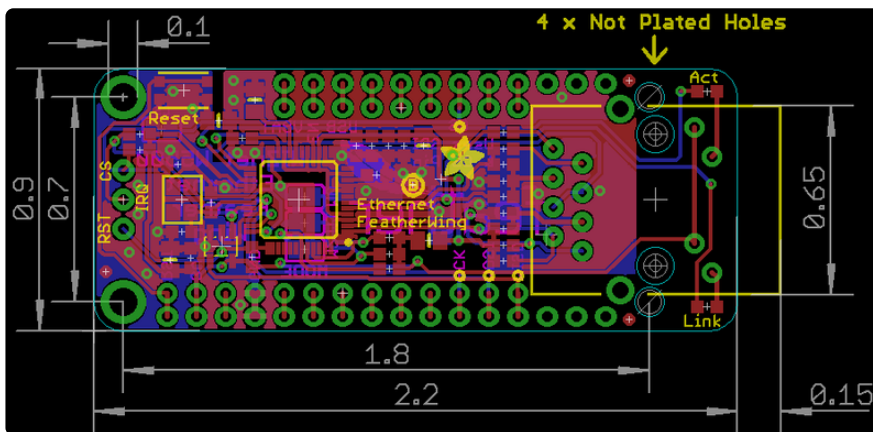 0.1
4 x Not Plated Holes
Act
Reset
0.9
0.7
CS
IRQ
RST
Ethernet
FeatherWing
0.65
Link
1.8
2.2
0.15